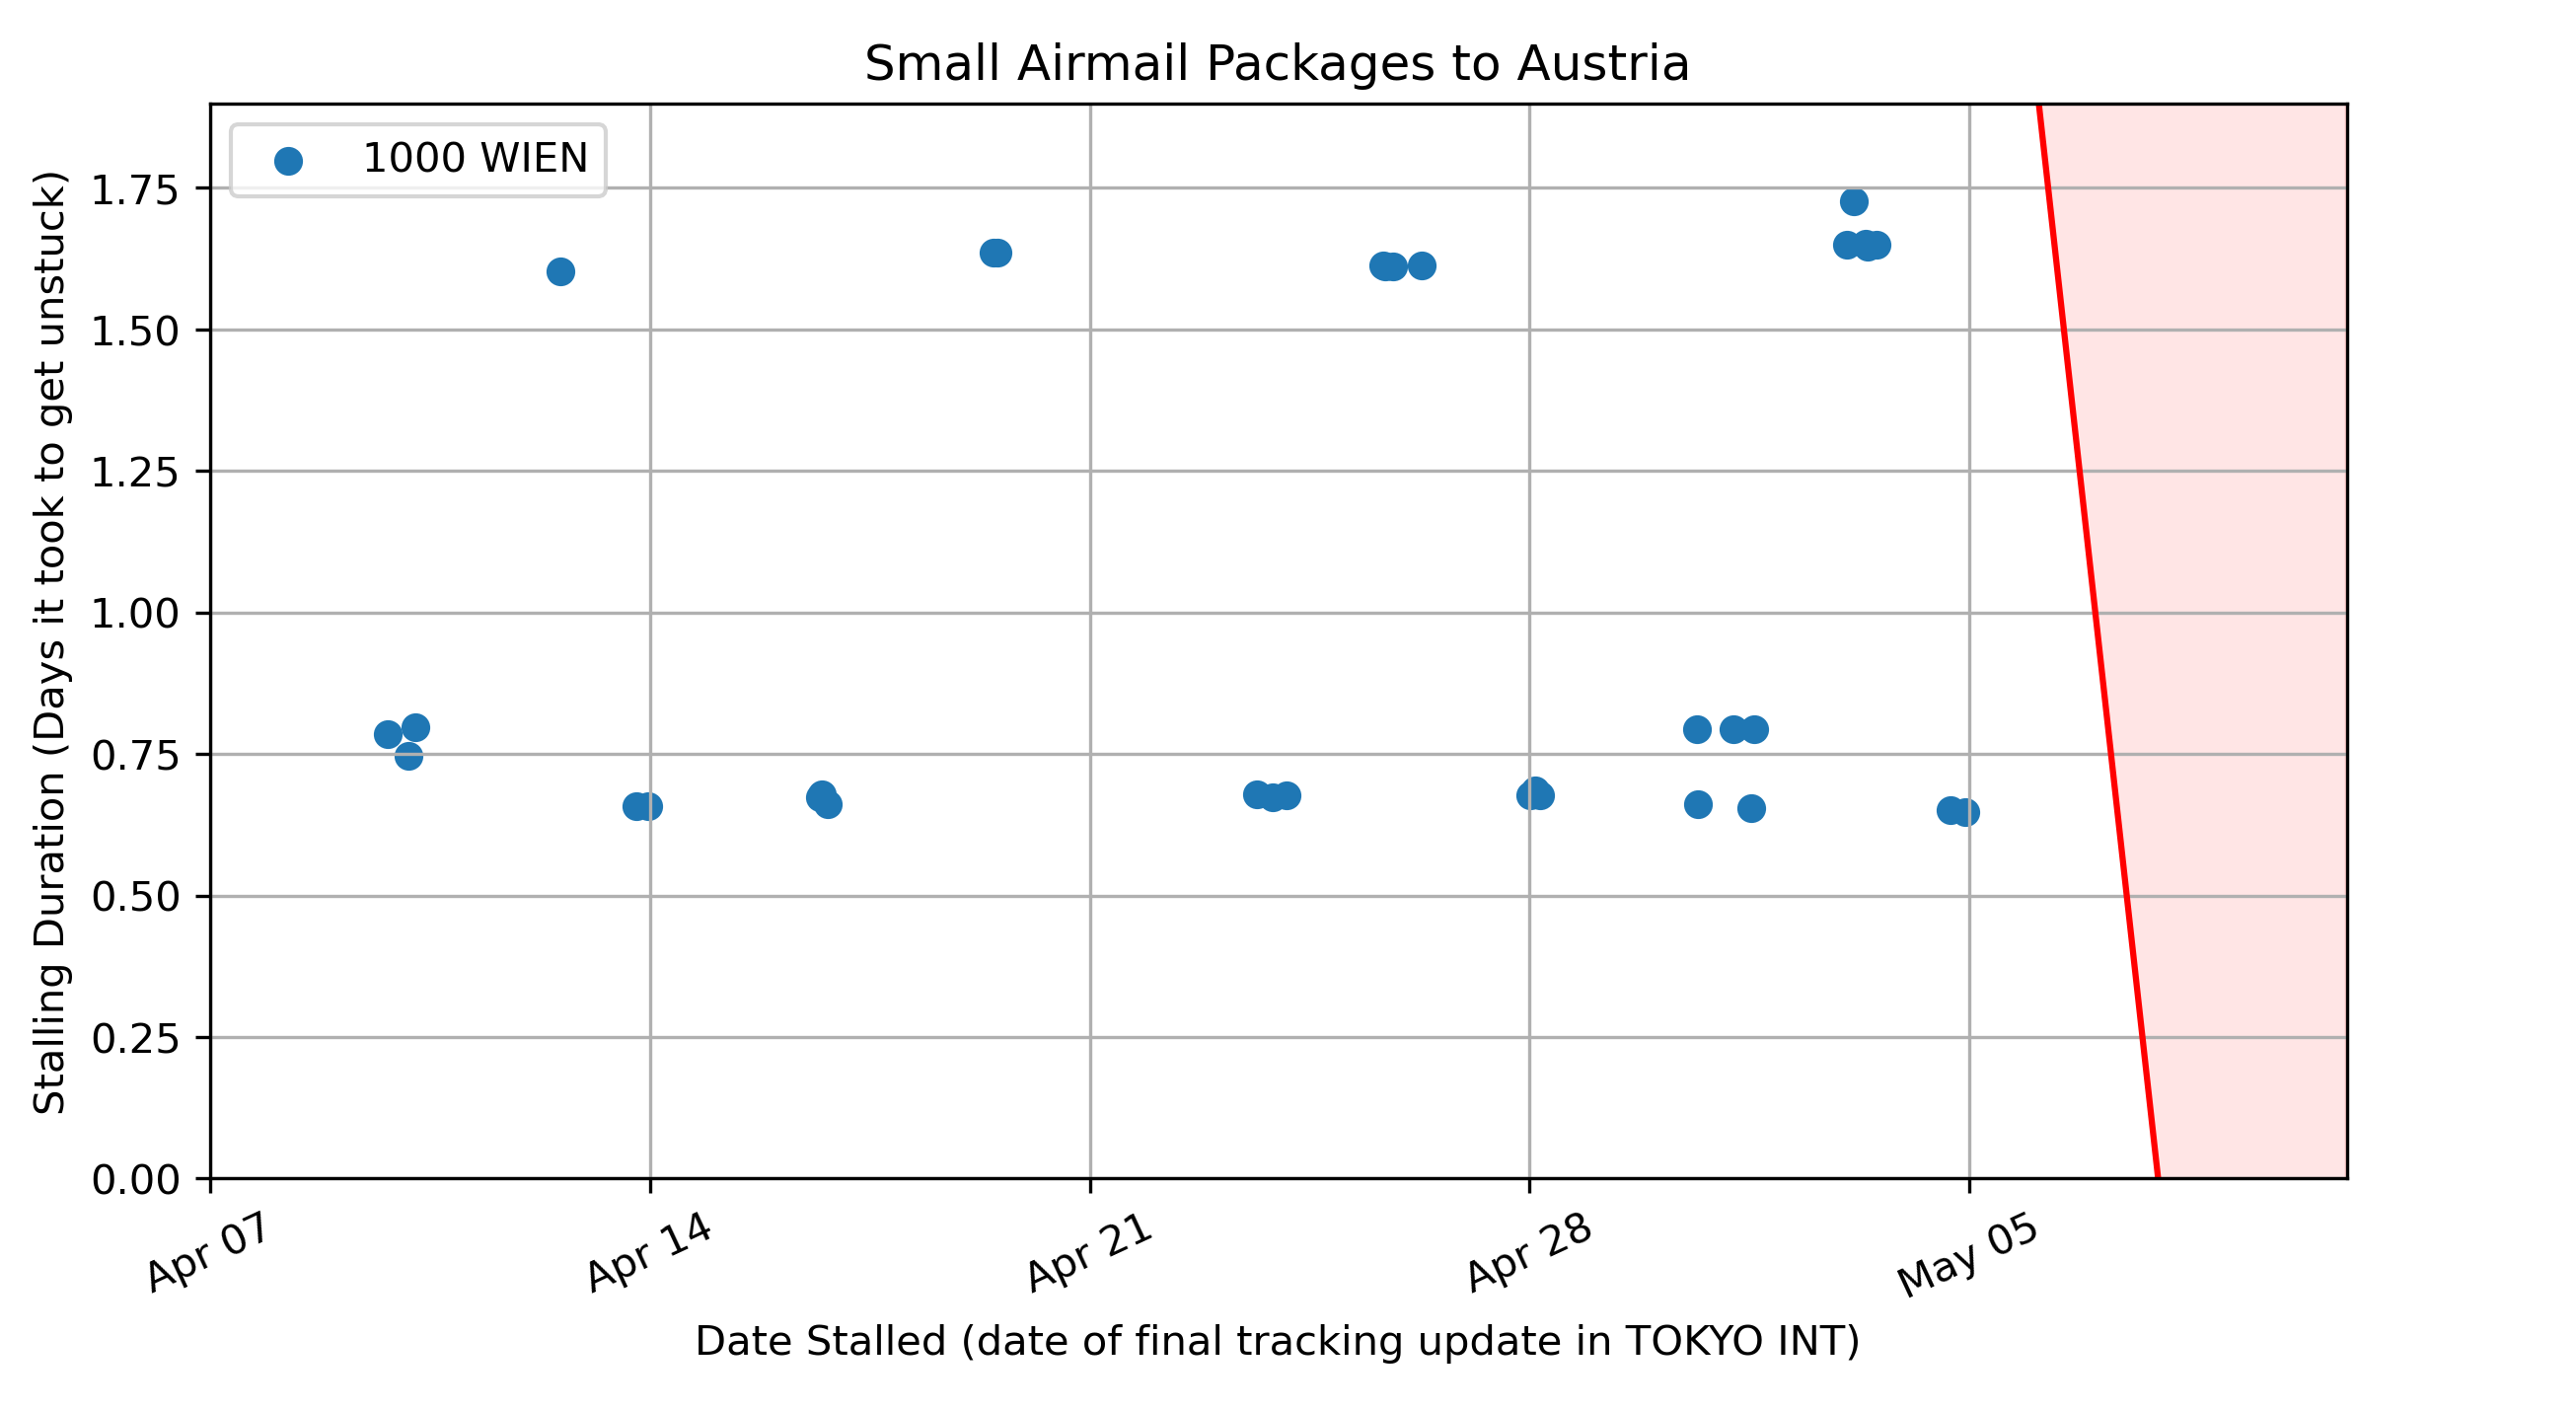 Small Airmail Packages to Austria
1000 WIEN
Stalling Duration (Days it took to get unstuck)
1.75
1.50
1.25
1.00
0.75
0.50
0.25
0.00
Apr 07
Apr 14
Apr 21
Apr 28
May 05
Date Stalled (date of final tracking update in TOKYO INT)